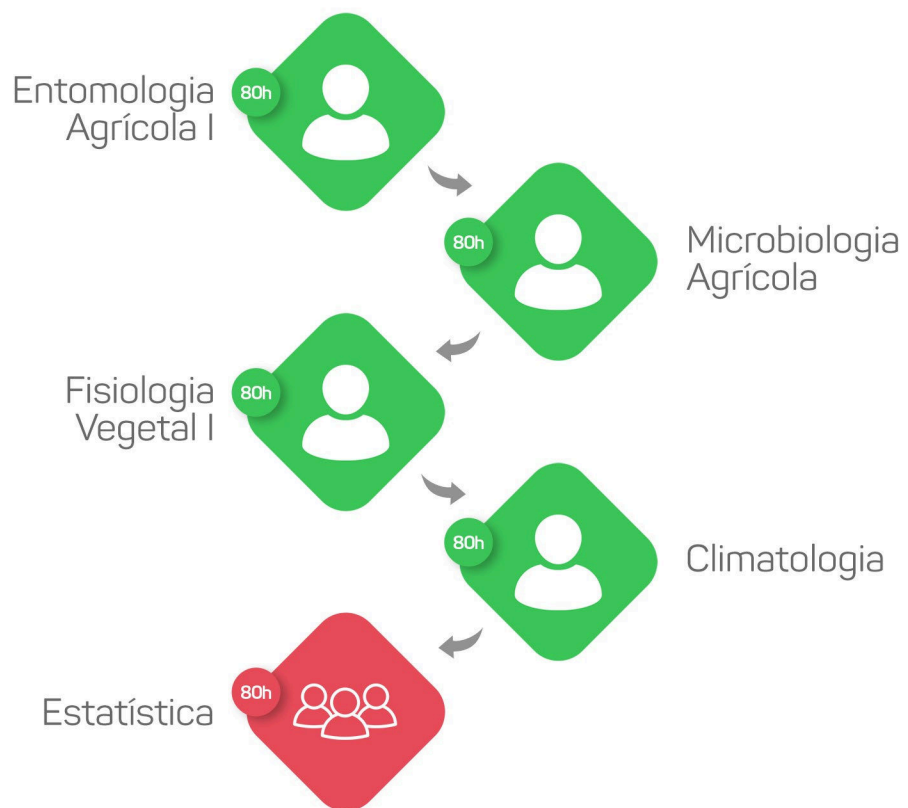 Entomologia
Agrícola I
80h
80h
Microbiologia
Agrícola
Fisiologia
Vegetal I
80h
80h
Climatologia
Estatística
80h